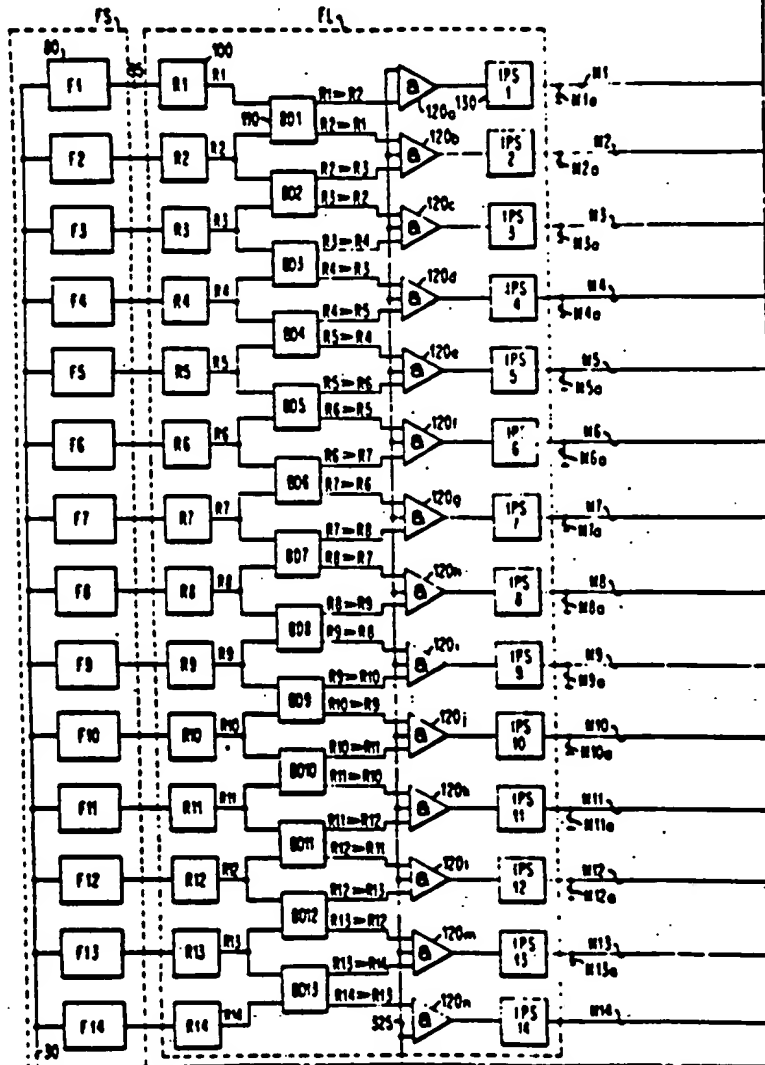 FS FL
80 85 100
F1 R1 R1 R1=>R2 & 120a 130 IPS 1 M1 M1a
110 BD1 R2=>R1
F2 R2 R2 & 120b IPS 2 M2 M2a
BD2 R2=>R3
R3=>R2
F3 R3 R3 & 120c IPS 3 M3 M3a
BD3 R3=>R4
R4=>R3
F4 R4 R4 & 120d IPS 4 M4 M4a
BD4 R4=>R5
R5=>R4
F5 R5 R5 & 120e IPS 5 M5 M5a
BD5 R5=>R6
R6=>R5
F6 R6 R6 & 120f IPS 6 M6 M6a
BD6 R6=>R7
R7=>R6
F7 R7 R7 & 120g IPS 7 M7 M7a
BD7 R7=>R8
R8=>R7
F8 R8 R8 & 120h IPS 8 M8 M8a
BD8 R8=>R9
R9=>R8
F9 R9 R9 & 120i IPS 9 M9 M9a
BD9 R9=>R10
R10=>R9
F10 R10 R10 & 120j IPS 10 M10 M10a
BD10 R10=>R11
R11=>R10
F11 R11 R11 & 120k IPS 11 M11 M11a
BD11 R11=>R12
R12=>R11
F12 R12 R12 & 120l IPS 12 M12 M12a
BD12 R12=>R13
R13=>R12
F13 R13 R13 & 120m IPS 13 M13 M13a
BD13 R13=>R14
R14=>R13
F14 R14 R14 & 120n IPS 14 M14
30 325